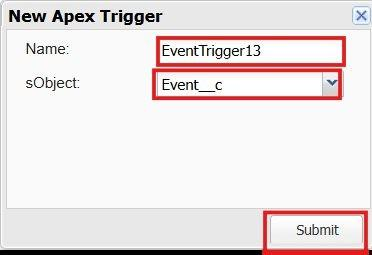 New Apex Trigger
Name: EventTrigger13
sObject: Event__c
Submit